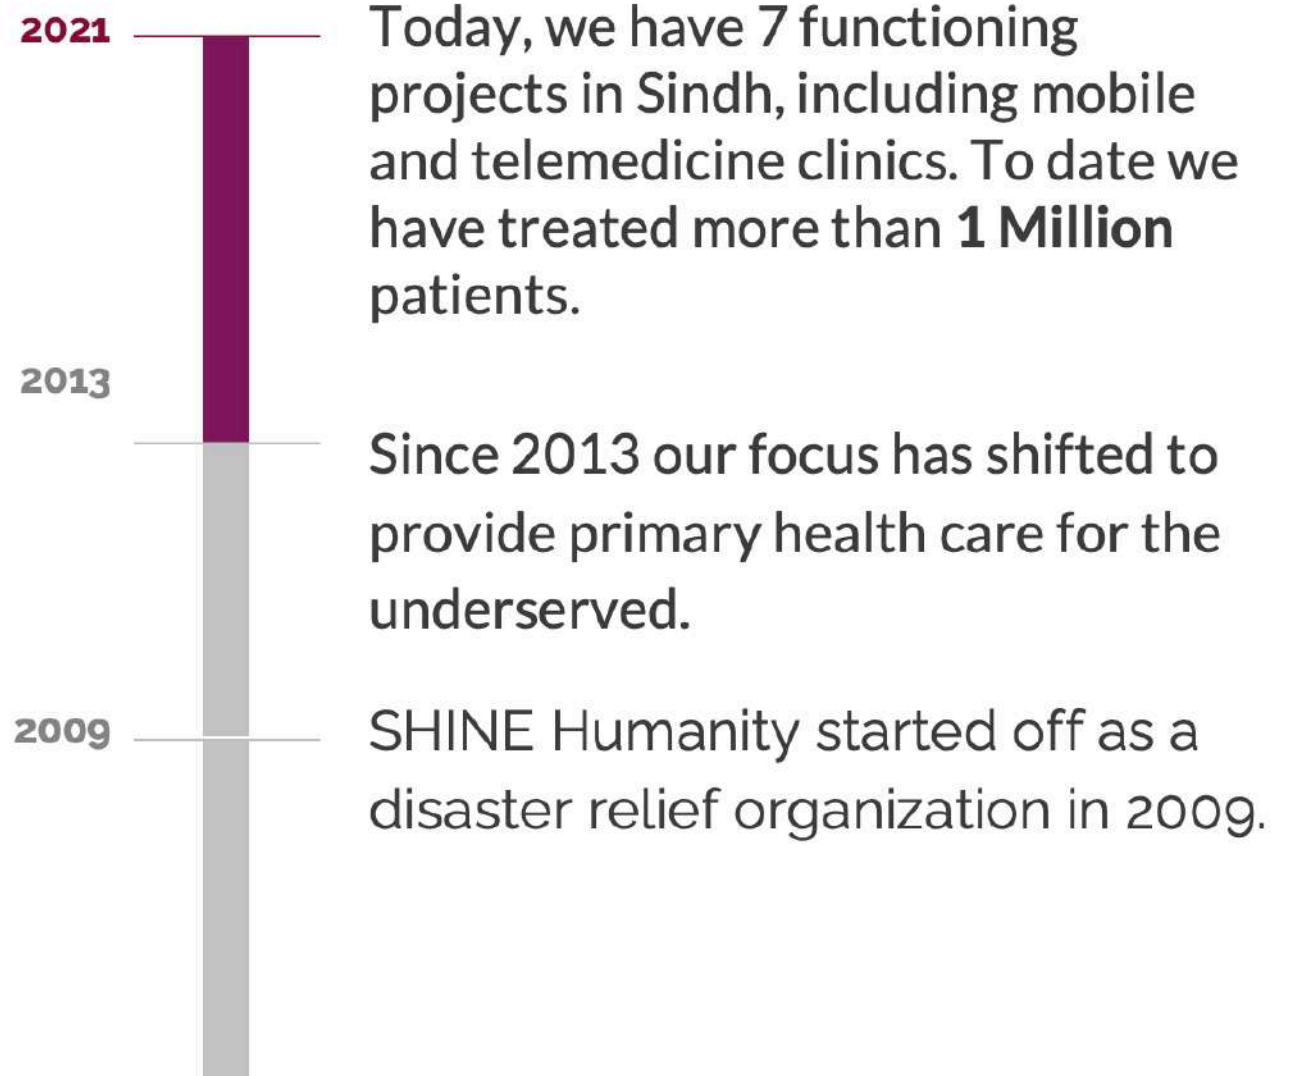 2021
Today, we have 7 functioning
projects in Sindh, including mobile
and telemedicine clinics. To date we
have treated more than 1 Million
patients.
2013
Since 2013 our focus has shifted to
provide primary health care for the
underserved.
2009
SHINE Humanity started off as a
disaster relief organization in 2009.